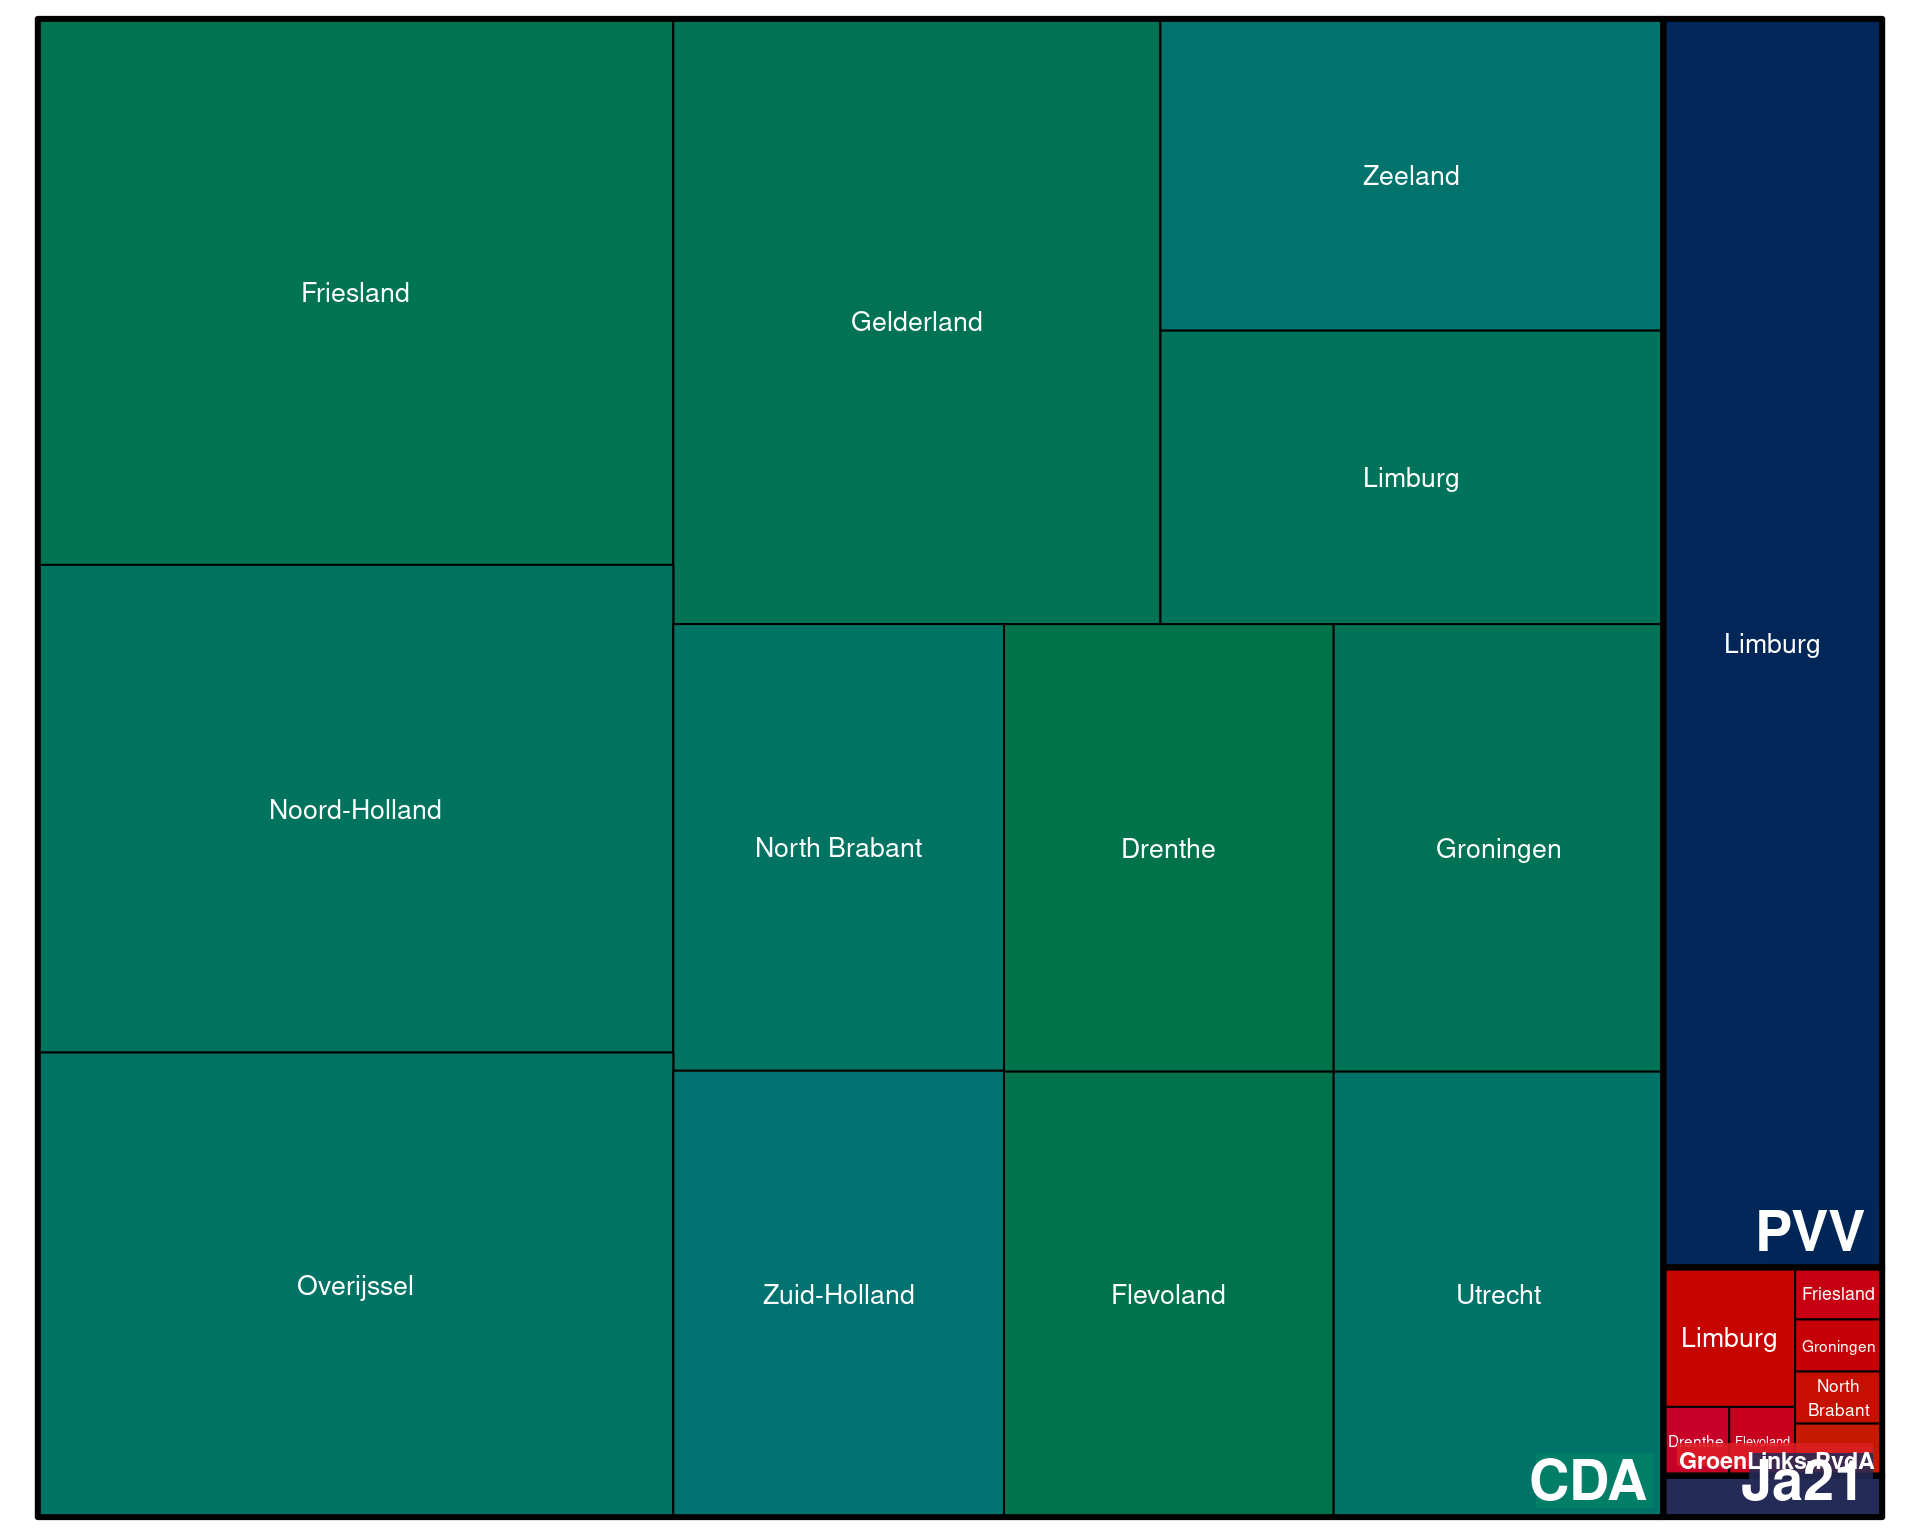 Friesland
Gelderland
Zeeland
Limburg
Limburg
Noord-Holland
North Brabant
Drenthe
Groningen
Overijssel
Zuid-Holland
Flevoland
Utrecht
CDA
PVV
Limburg
Friesland
Groningen
North
Brabant
Drenthe
Flevoland
GroenLinks-PvdA
Ja21